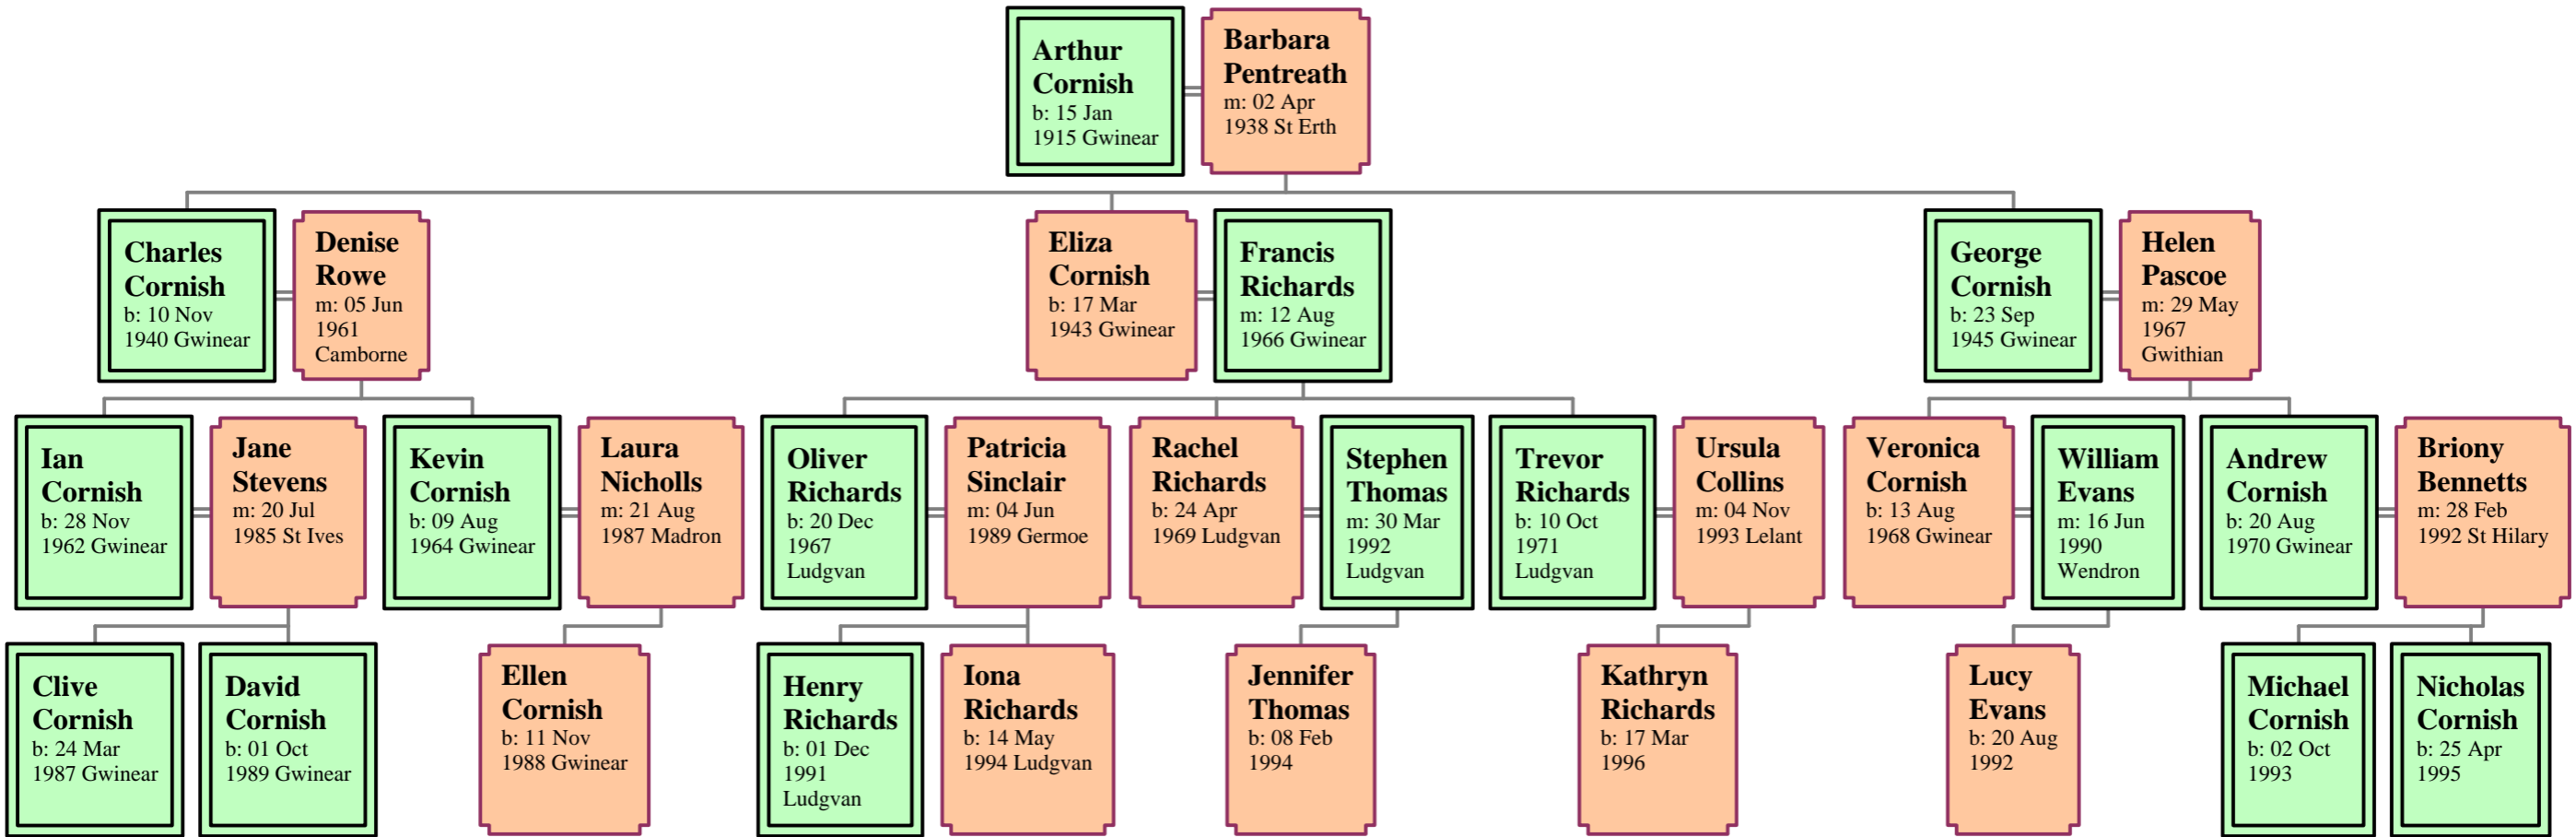 Arthur
Cornish
b: 15 Jan
1915 Gwinear
Barbara
Pentreath
m: 02 Apr
1938 St Erth
Charles
Cornish
b: 10 Nov
1940 Gwinear
Denise
Rowe
m: 05 Jun
1961
Camborne
Eliza
Cornish
b: 17 Mar
1943 Gwinear
Francis
Richards
m: 12 Aug
1966 Gwinear
George
Cornish
b: 23 Sep
1945 Gwinear
Helen
Pascoe
m: 29 May
1967
Gwithian
Ian
Cornish
b: 28 Nov
1962 Gwinear
Jane
Stevens
m: 20 Jul
1985 St Ives
Kevin
Cornish
b: 09 Aug
1964 Gwinear
Laura
Nicholls
m: 21 Aug
1987 Madron
Oliver
Richards
b: 20 Dec
1967
Ludgvan
Patricia
Sinclair
m: 04 Jun
1989 Germoe
Rachel
Richards
b: 24 Apr
1969 Ludgvan
Stephen
Thomas
m: 30 Mar
1992
Ludgvan
Trevor
Richards
b: 10 Oct
1971
Ludgvan
Ursula
Collins
m: 04 Nov
1993 Lelant
Veronica
Cornish
b: 13 Aug
1968 Gwinear
William
Evans
m: 16 Jun
1990
Wendron
Andrew
Cornish
b: 20 Aug
1970 Gwinear
Briony
Bennetts
m: 28 Feb
1992 St Hilary
Clive
Cornish
b: 24 Mar
1987 Gwinear
David
Cornish
b: 01 Oct
1989 Gwinear
Ellen
Cornish
b: 11 Nov
1988 Gwinear
Henry
Richards
b: 01 Dec
1991
Ludgvan
Iona
Richards
b: 14 May
1994 Ludgvan
Jennifer
Thomas
b: 08 Feb
1994
Kathryn
Richards
b: 17 Mar
1996
Lucy
Evans
b: 20 Aug
1992
Michael
Cornish
b: 02 Oct
1993
Nicholas
Cornish
b: 25 Apr
1995